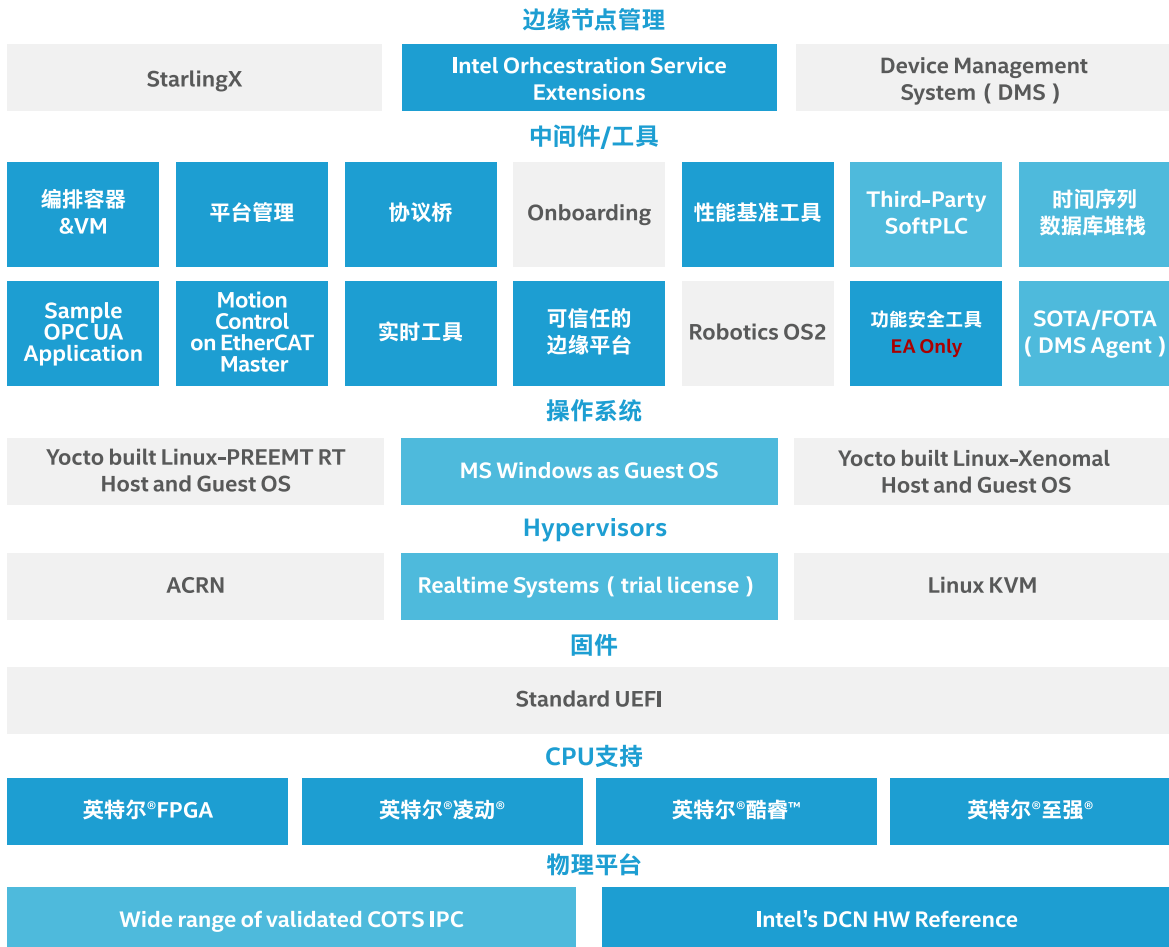 边缘节点管理
StarlingX
Intel Orhcestration Service
Extensions
Device Management
System ( DMS )
中间件/工具
编排容器
&VM
平台管理
协议桥
Onboarding
性能基准工具
Third-Party
SoftPLC
时间序列
数据库堆栈
Sample
OPC UA
Application
Motion
Control
on EtherCAT
Master
实时工具
可信任的
边缘平台
Robotics OS2
功能安全工具
EA Only
SOTA/FOTA
( DMS Agent )
操作系统
Yocto built Linux-PREEMT RT
Host and Guest OS
MS Windows as Guest OS
Yocto built Linux-Xenomal
Host and Guest OS
Hypervisors
ACRN
Realtime Systems ( trial license )
Linux KVM
固件
Standard UEFI
CPU支持
英特尔®FPGA
英特尔®凌动®
英特尔®酷睿™
英特尔®至强®
物理平台
Wide range of validated COTS IPC
Intel's DCN HW Reference